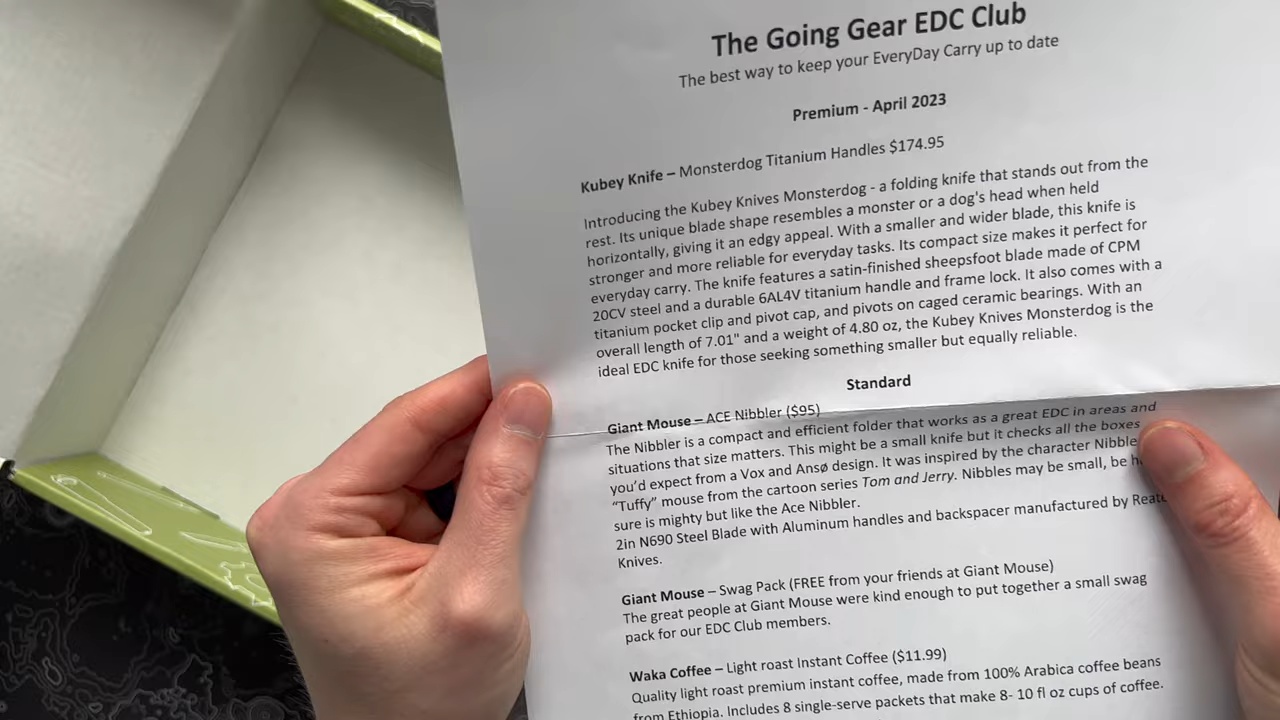 The Going Gear EDC Club
The best way to keep your EveryDay Carry up to date
Premium - April 2023
Kubey Knife – Monsterdog Titanium Handles $174.95
Introducing the Kubey Knives Monsterdog - a folding knife that stands out from the
rest. Its unique blade shape resembles a monster or a dog's head when held
horizontally, giving it an edgy appeal. With a smaller and wider blade, this knife is
stronger and more reliable for everyday tasks. Its compact size makes it perfect for
everyday carry. The knife features a satin-finished sheepsfoot blade made of CPM
20CV steel and a durable 6AL4V titanium handle and frame lock. It also comes with a
titanium pocket clip and pivot cap, and pivots on caged ceramic bearings. With an
overall length of 7.01" and a weight of 4.80 oz, the Kubey Knives Monsterdog is the
ideal EDC knife for those seeking something smaller but equally reliable.
Standard
Giant Mouse – ACE Nibbler ($95)
The Nibbler is a compact and efficient folder that works as a great EDC in areas and
situations that size matters. This might be a small knife but it checks all the boxes
you'd expect from a Vox and Ansø design. It was inspired by the character Nibble
"Tuffy" mouse from the cartoon series Tom and Jerry. Nibbles may be small, be
sure is mighty but like the Ace Nibbler.
2in N690 Steel Blade with Aluminum handles and backspacer manufactured by Reate
Knives.
Giant Mouse – Swag Pack (FREE from your friends at Giant Mouse)
The great people at Giant Mouse were kind enough to put together a small swag
pack for our EDC Club members.
Waka Coffee – Light roast Instant Coffee ($11.99)
Quality light roast premium instant coffee, made from 100% Arabica coffee beans
from Ethiopia. Includes 8 single-serve packets that make 8- 10 fl oz cups of coffee.